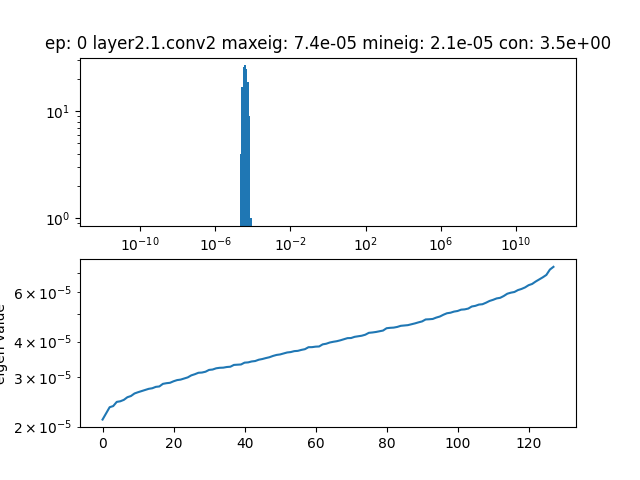 ep: 0 layer2.1.conv2 maxeig: 7.4e-05 mineig: 2.1e-05 con: 3.5e+00
10¹
10⁰
10⁻¹⁰ 10⁻⁶ 10⁻² 10² 10⁶ 10¹⁰
eigen value
6 × 10⁻⁵
4 × 10⁻⁵
3 × 10⁻⁵
2 × 10⁻⁵
0 20 40 60 80 100 120